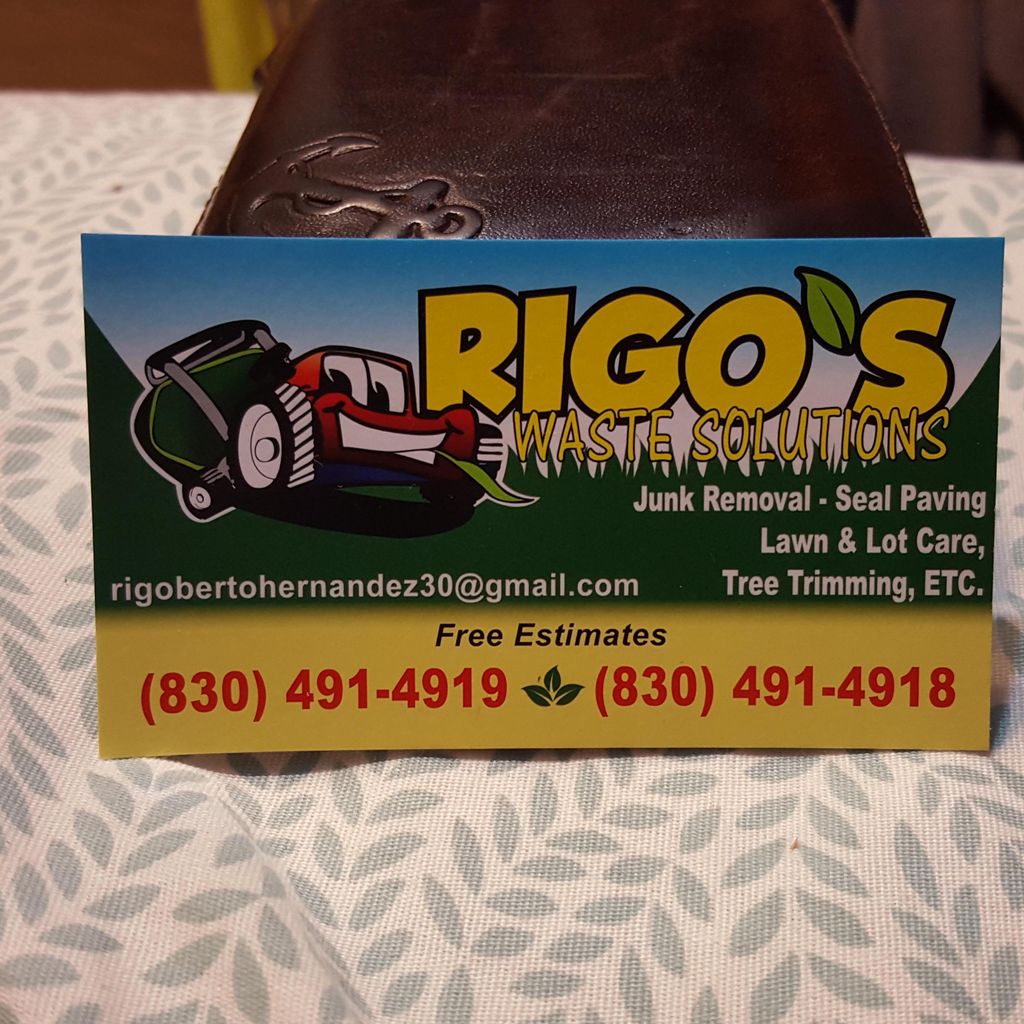 RIGO'S
WASTE SOLUTIONS
Junk Removal - Seal Paving
Lawn & Lot Care,
Tree Trimming, ETC.
rigobertohernandez30@gmail.com
Free Estimates
(830) 491-4919 (830) 491-4918